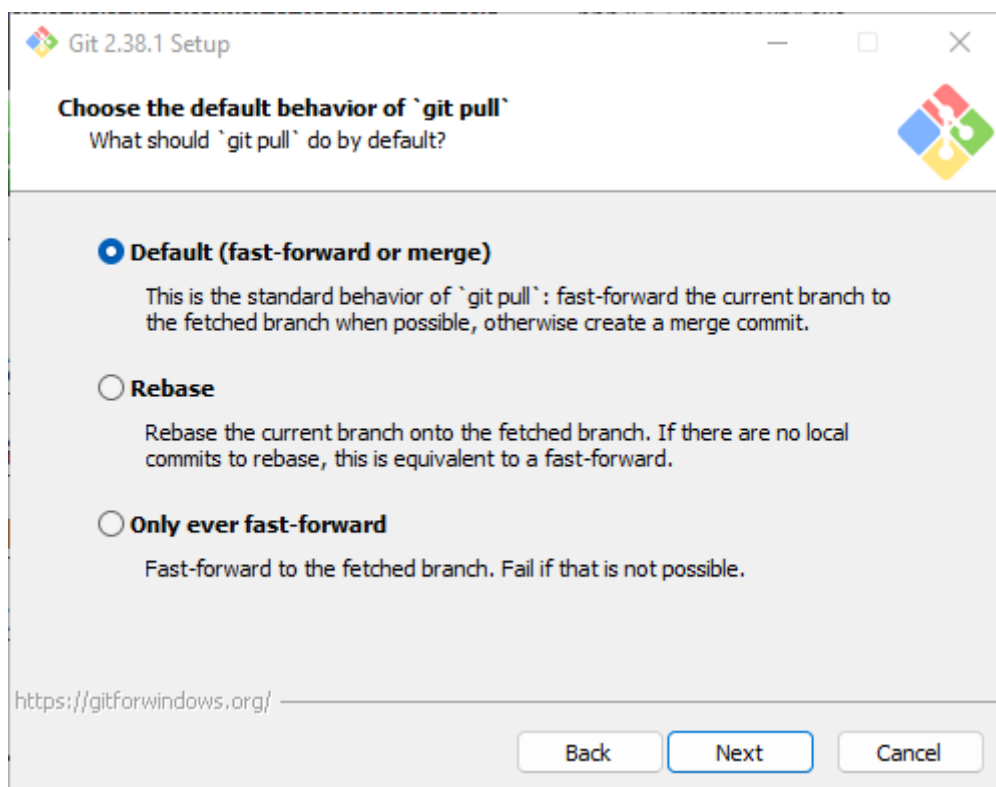 Git 2.38.1 Setup
Choose the default behavior of `git pull`
What should `git pull` do by default?
Default (fast-forward or merge)
This is the standard behavior of `git pull`: fast-forward the current branch to
the fetched branch when possible, otherwise create a merge commit.
Rebase
Rebase the current branch onto the fetched branch. If there are no local
commits to rebase, this is equivalent to a fast-forward.
Only ever fast-forward
Fast-forward to the fetched branch. Fail if that is not possible.
https://gitforwindows.org/
Back Next Cancel